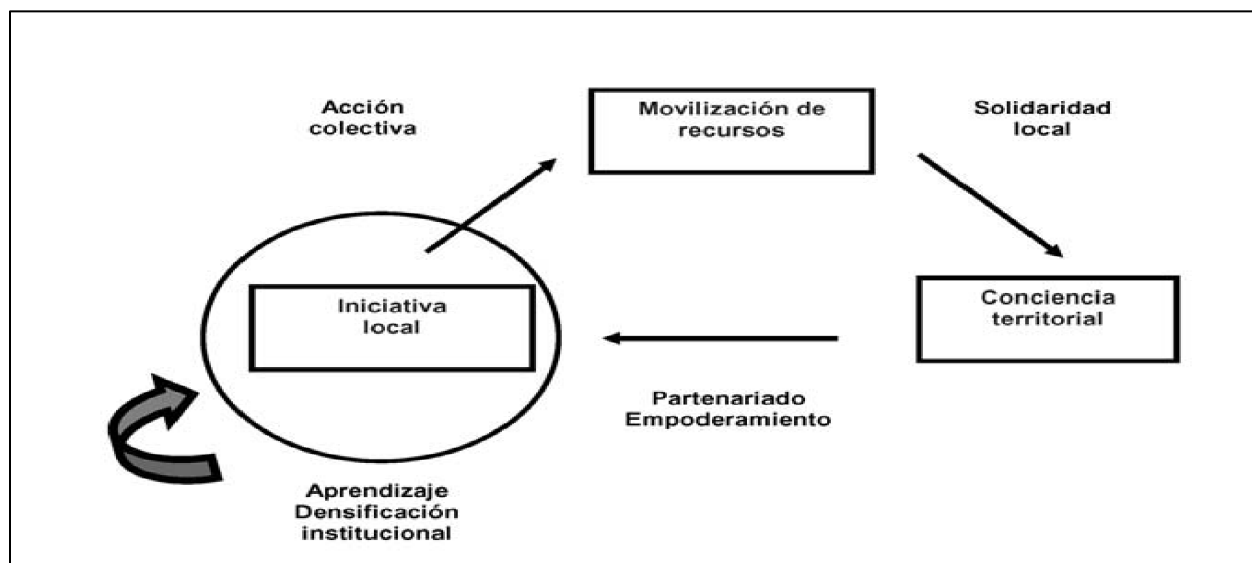 Acción
colectiva
Movilización de
recursos
Solidaridad
local
Iniciativa
local
Conciencia
territorial
Partenariado
Empoderamiento
Aprendizaje
Densificación
institucional